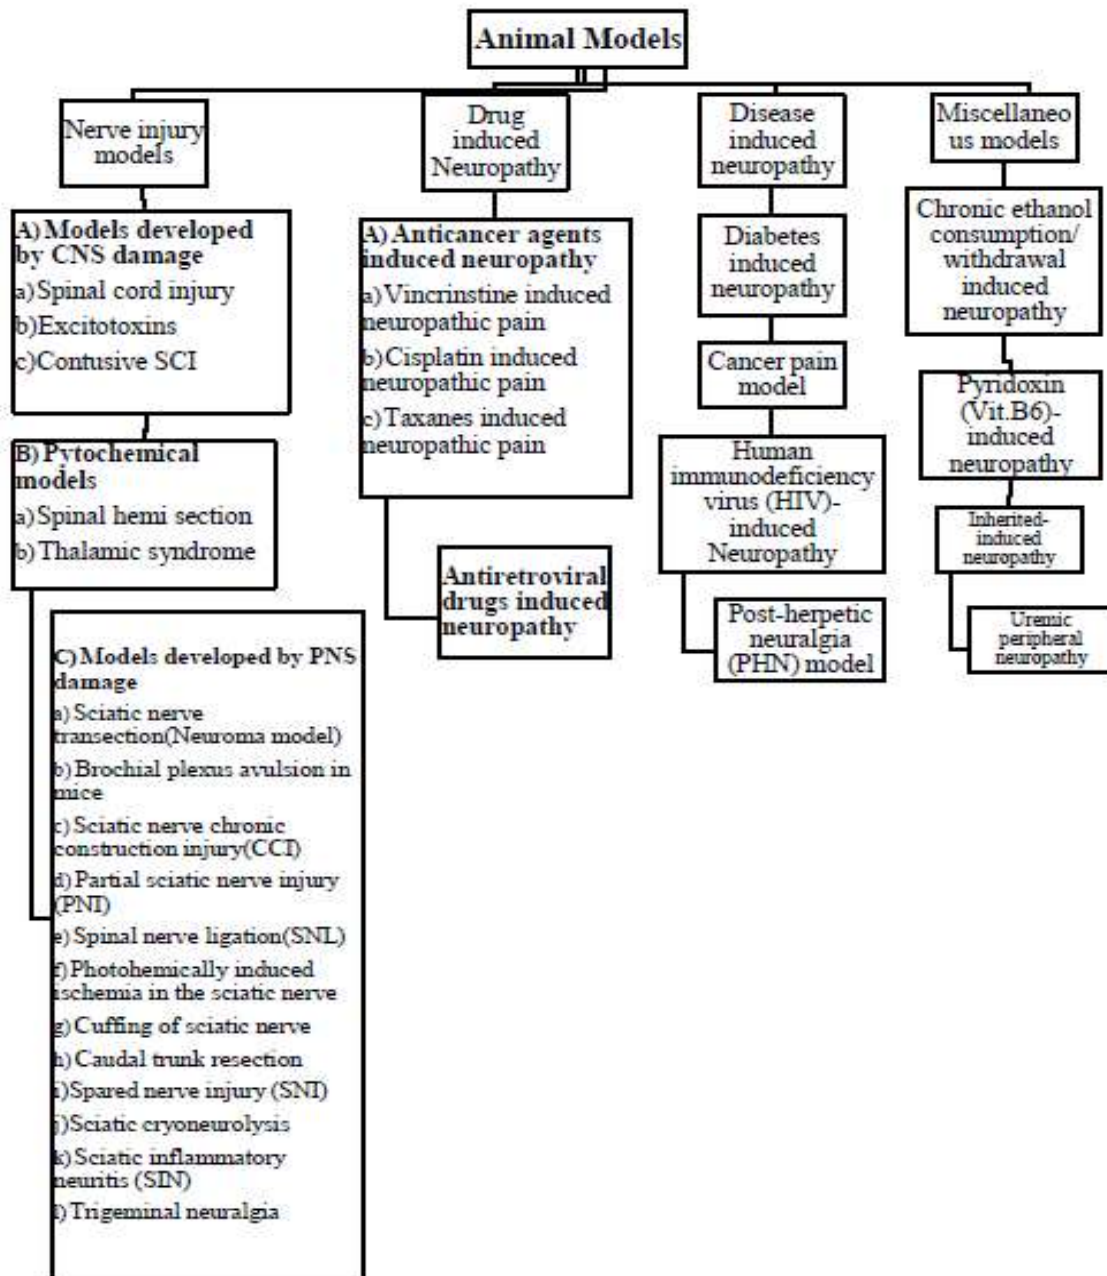 Animal Models
Nerve injury
models
A) Models developed
by CNS damage
a) Spinal cord injury
b) Excitotoxins
c) Contusive SCI
B) Pytochemical
models
a) Spinal hemi section
b) Thalamic syndrome
C) Models developed by PNS
damage
a) Sciatic nerve
transection(Neuroma model)
b) Brochial plexus avulsion in
mice
c) Sciatic nerve chronic
construction injury(CCI)
d) Partial sciatic nerve injury
(PNI)
e) Spinal nerve ligation(SNL)
f) Photohemically induced
ischemia in the sciatic nerve
g) Cuffing of sciatic nerve
h) Caudal trunk resection
i) Spared nerve injury (SNI)
j) Sciatic cryoneurolysis
k) Sciatic inflammatory
neuritis (SIN)
l) Trigeminal neuralgia
Drug
induced
Neuropathy
A) Anticancer agents
induced neuropathy
a) Vincrinstine induced
neuropathic pain
b) Cisplatin induced
neuropathic pain
c) Taxanes induced
neuropathic pain
Antiretroviral
drugs induced
neuropathy
Disease
induced
neuropathy
Diabetes
induced
neuropathy
Cancer pain
model
Human
immunodeficiency
virus (HIV)-
induced
Neuropathy
Post-herpetic
neuralgia
(PHN) model
Miscellaneo
us models
Chronic ethanol
consumption/
withdrawal
induced
neuropathy
Pyridoxin
(Vit.B6)-
induced
neuropathy
Inherited-
induced
neuropathy
Uremic
peripheral
neuropathy